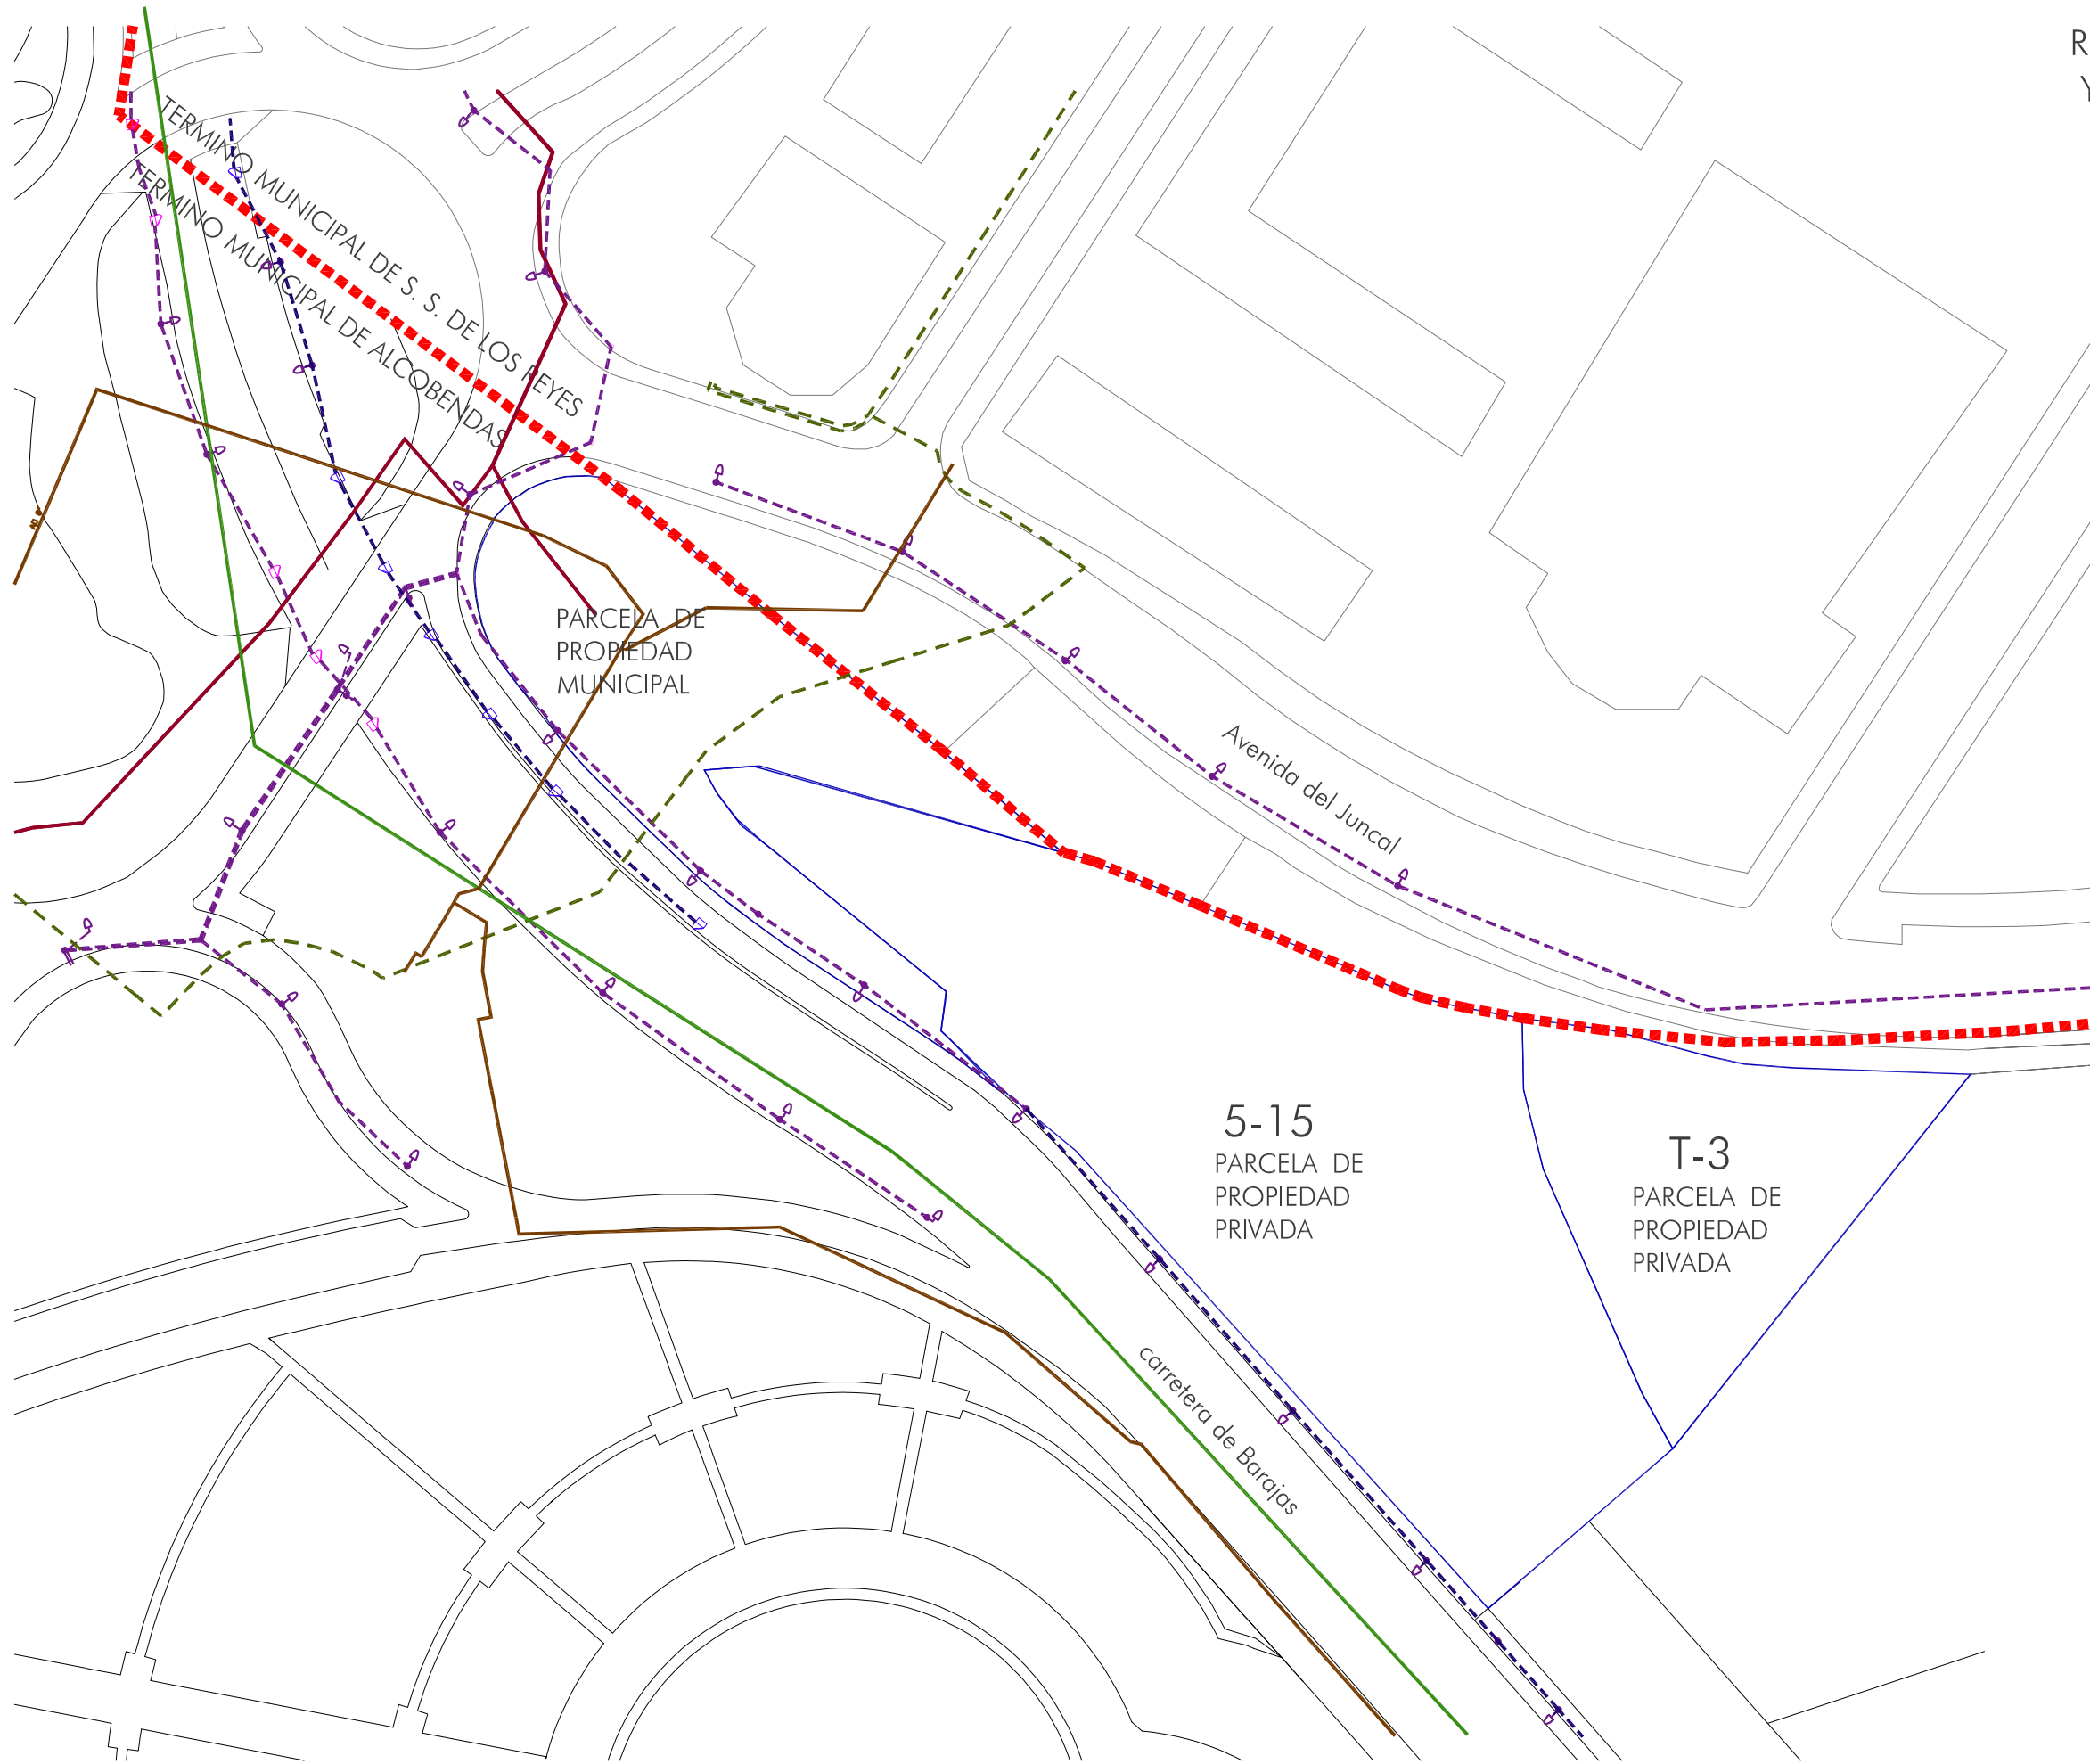 R
Y
TERMINO MUNICIPAL DE S. S. DE LOS REYES
TERMINO MUNICIPAL DE ALCOBENDAS
PARCELA DE
PROPIEDAD
MUNICIPAL
Avenida del Juncal
5-15
PARCELA DE
PROPIEDAD
PRIVADA
T-3
PARCELA DE
PROPIEDAD
PRIVADA
carretera de Barajas